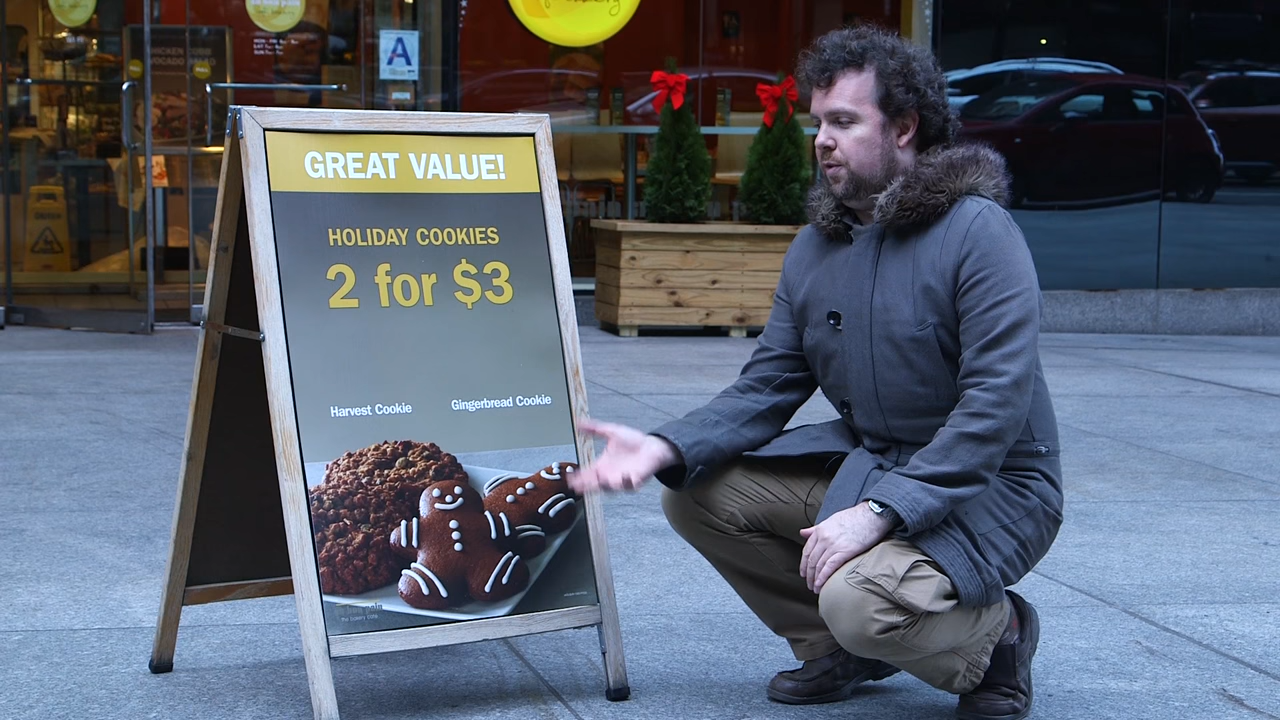 A
GREAT VALUE!
HOLIDAY COOKIES
2 for $3
Harvest Cookie
Gingerbread Cookie